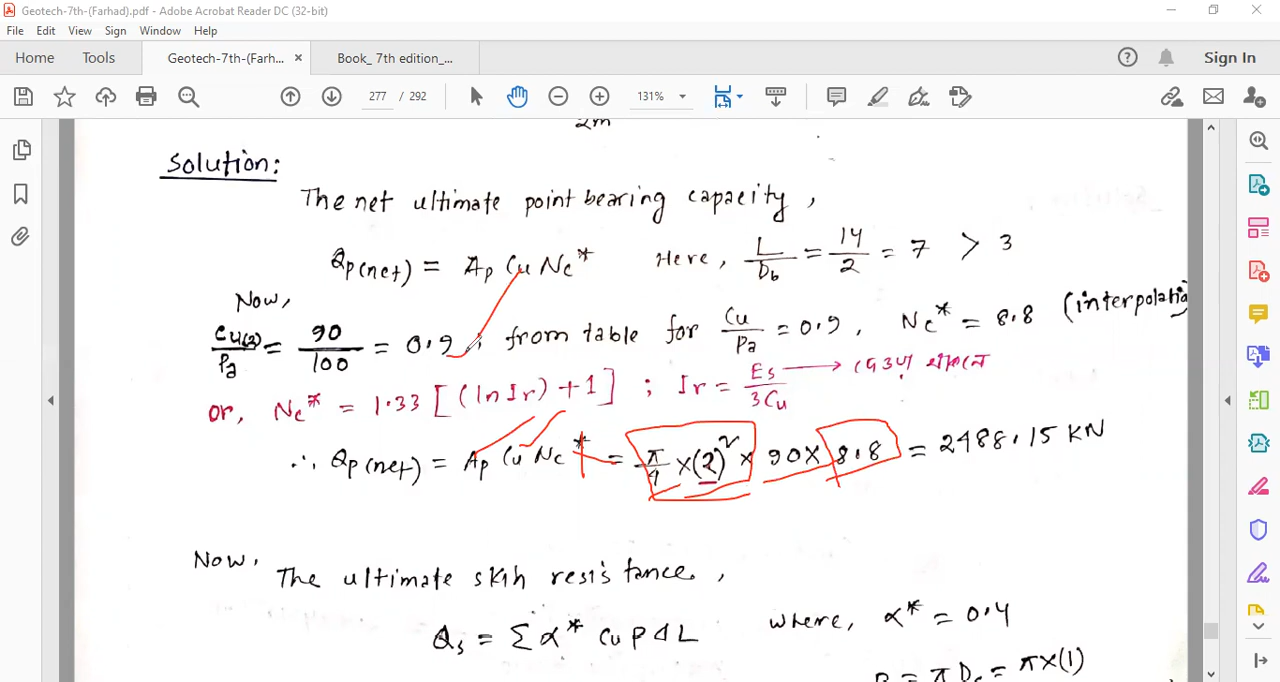 Geotech-7th-(Farhad).pdf - Adobe Acrobat Reader DC (32-bit)
File Edit View Sign Window Help
Home Tools Geotech-7th-(Farh... × Book_ 7th edition_... Sign In
277 / 292 131%
2m
Solution:
The net ultimate point bearing capacity,
Qp(net) = Ap Cu Nc* Here, L/Db = 14/2 = 7 > 3
Now,
Cu(2)/Pa = 90/100 = 0.9, from table for Cu/Pa = 0.9, Nc* = 8.8 (interpolatio
or, Nc* = 1.33 [(ln Ir) + 1] ; Ir = Es/3Cu →
∴ Qp(net) = Ap Cu Nc* = π/4 × (2)² × 90 × 8.8 = 2488.15 KN
Now,
The ultimate skin resistance,
Qs = Σ α* Cu P Δ L where, α* = 0.4
= π Ds = π×(1)